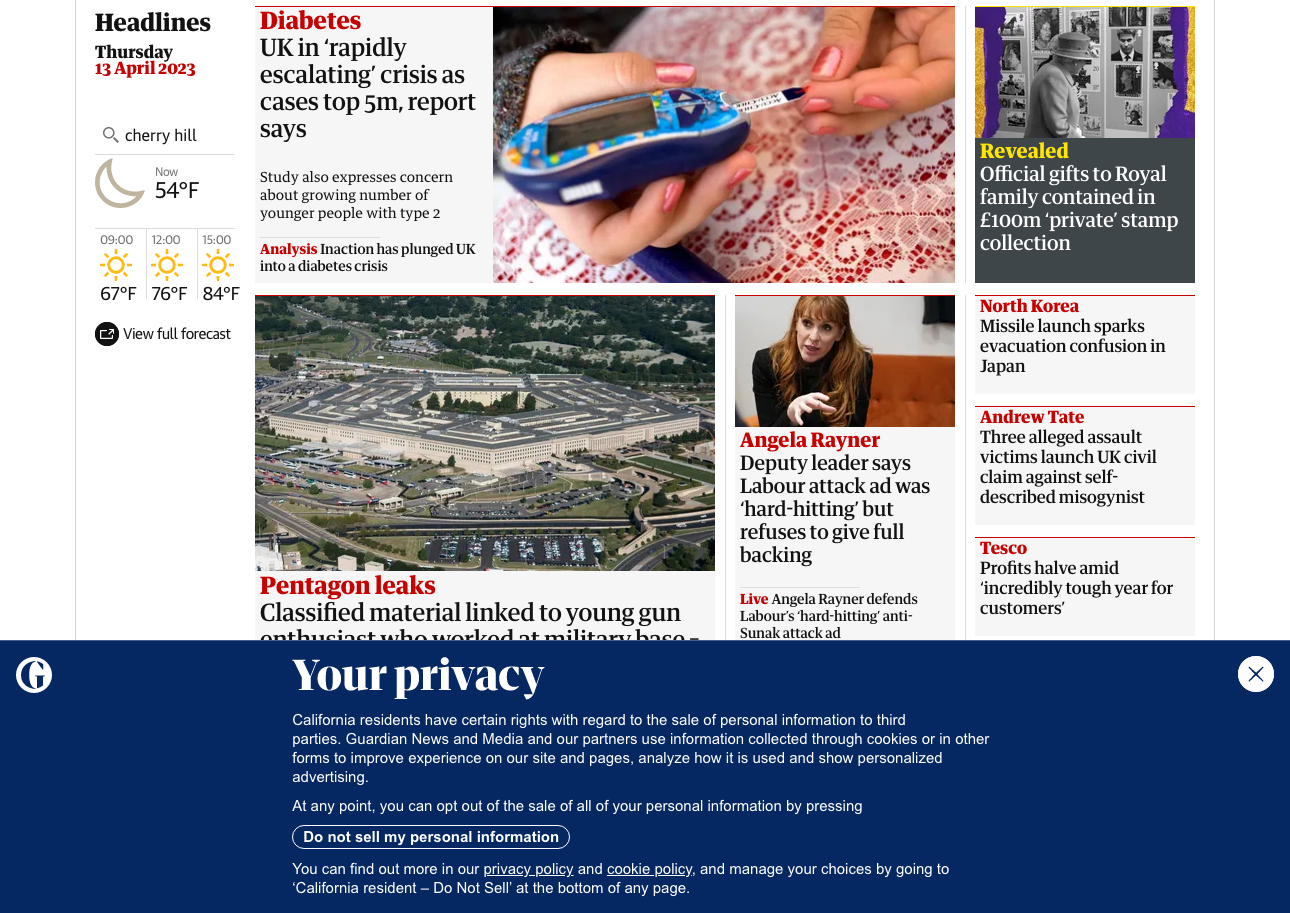 Headlines
Thursday
13 April 2023
cherry hill
Now
54°F
09:00
12:00
15:00
67°F
76°F
84°F
View full forecast
Diabetes
UK in ‘rapidly
escalating’ crisis as
cases top 5m, report
says
Study also expresses concern
about growing number of
younger people with type 2
Analysis Inaction has plunged UK
into a diabetes crisis
Revealed
Official gifts to Royal
family contained in
£100m ‘private’ stamp
collection
Pentagon leaks
Classified material linked to young gun
enthusiast who worked at military base –
Angela Rayner
Deputy leader says
Labour attack ad was
‘hard-hitting’ but
refuses to give full
backing
Live Angela Rayner defends
Labour’s ‘hard-hitting’ anti-
Sunak attack ad
North Korea
Missile launch sparks
evacuation confusion in
Japan
Andrew Tate
Three alleged assault
victims launch UK civil
claim against self-
described misogynist
Tesco
Profits halve amid
‘incredibly tough year for
customers’
Your privacy
California residents have certain rights with regard to the sale of personal information to third
parties. Guardian News and Media and our partners use information collected through cookies or in other
forms to improve experience on our site and pages, analyze how it is used and show personalized
advertising.
At any point, you can opt out of the sale of all of your personal information by pressing
Do not sell my personal information
You can find out more in our privacy policy and cookie policy, and manage your choices by going to
‘California resident – Do Not Sell’ at the bottom of any page.